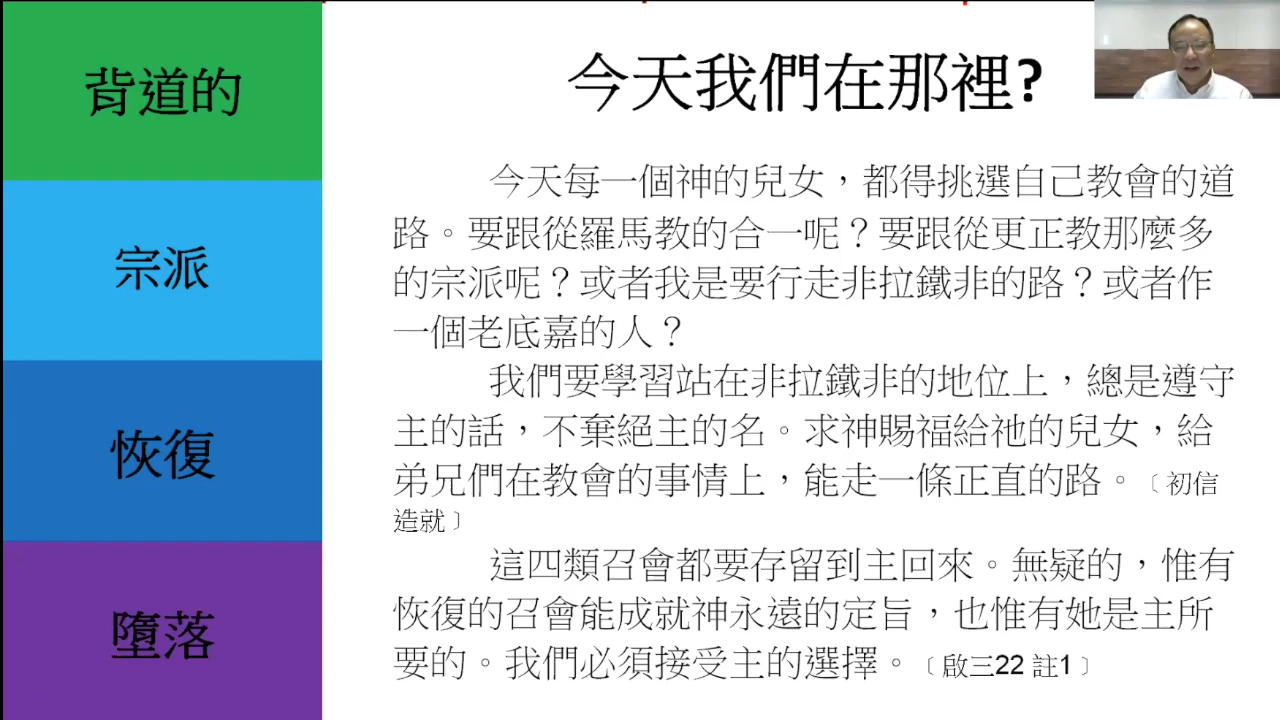 背道的
宗派
恢復
墮落
今天我們在那裡?
今天每一個神的兒女，都得挑選自己教會的道
路。要跟從羅馬教的合一呢？要跟從更正教那麼多
的宗派呢？或者我是要行走非拉鐵非的路？或者作
一個老底嘉的人？
我們要學習站在非拉鐵非的地位上，總是遵守
主的話，不棄絕主的名。求神賜福給祂的兒女，給
弟兄們在教會的事情上，能走一條正直的路。﹝初信
造就﹞
這四類召會都要存留到主回來。無疑的，惟有
恢復的召會能成就神永遠的定旨，也惟有她是主所
要的。我們必須接受主的選擇。﹝啟三22 註1﹞